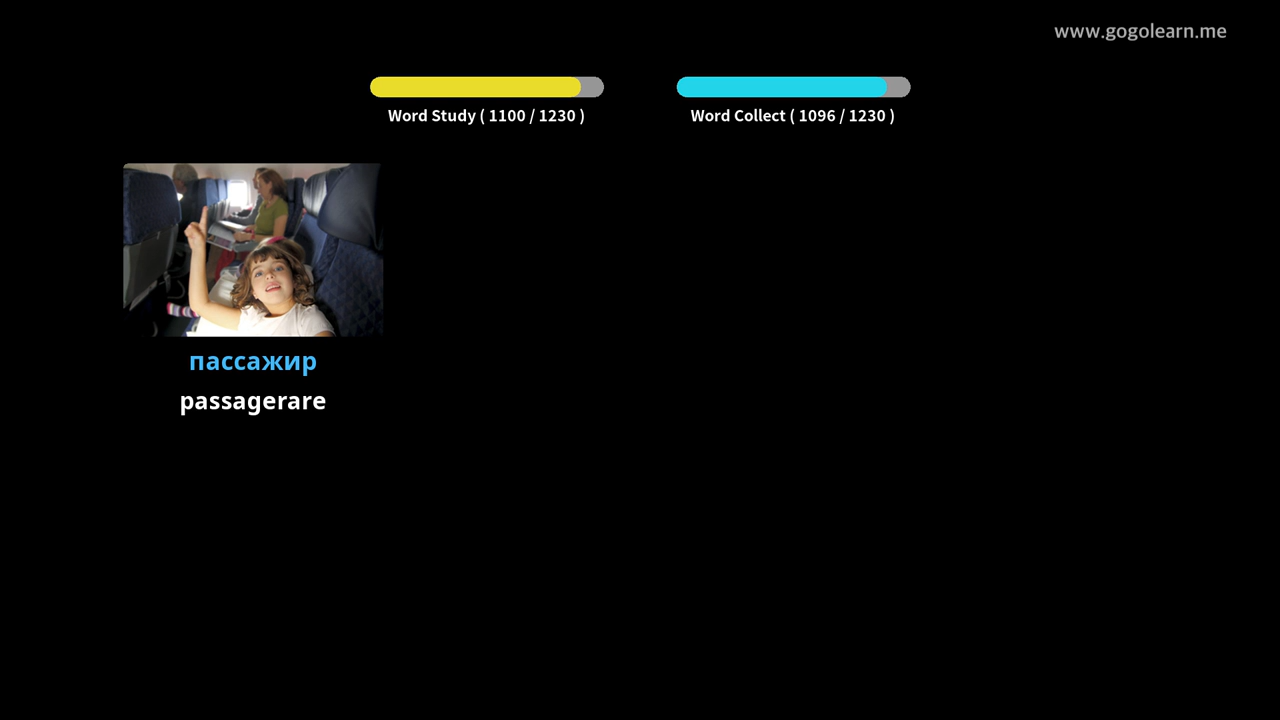 www.gogolearn.me
Word Study ( 1100 / 1230 )
Word Collect ( 1096 / 1230 )
пассажир
passagerare